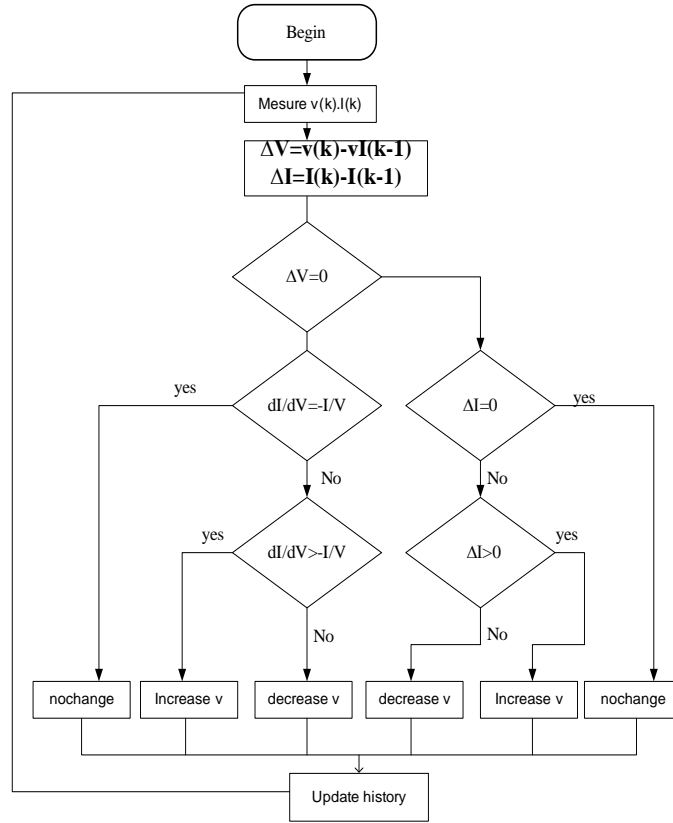 Begin
Mesure v(k).I(k)
ΔV=v(k)-vI(k-1)
ΔI=I(k)-I(k-1)
ΔV=0
yes
dI/dV=-I/V
ΔI=0
yes
No
No
yes
dI/dV>-I/V
ΔI>0
yes
No
No
nochange
Increase v
decrease v
decrease v
Increase v
nochange
Update history